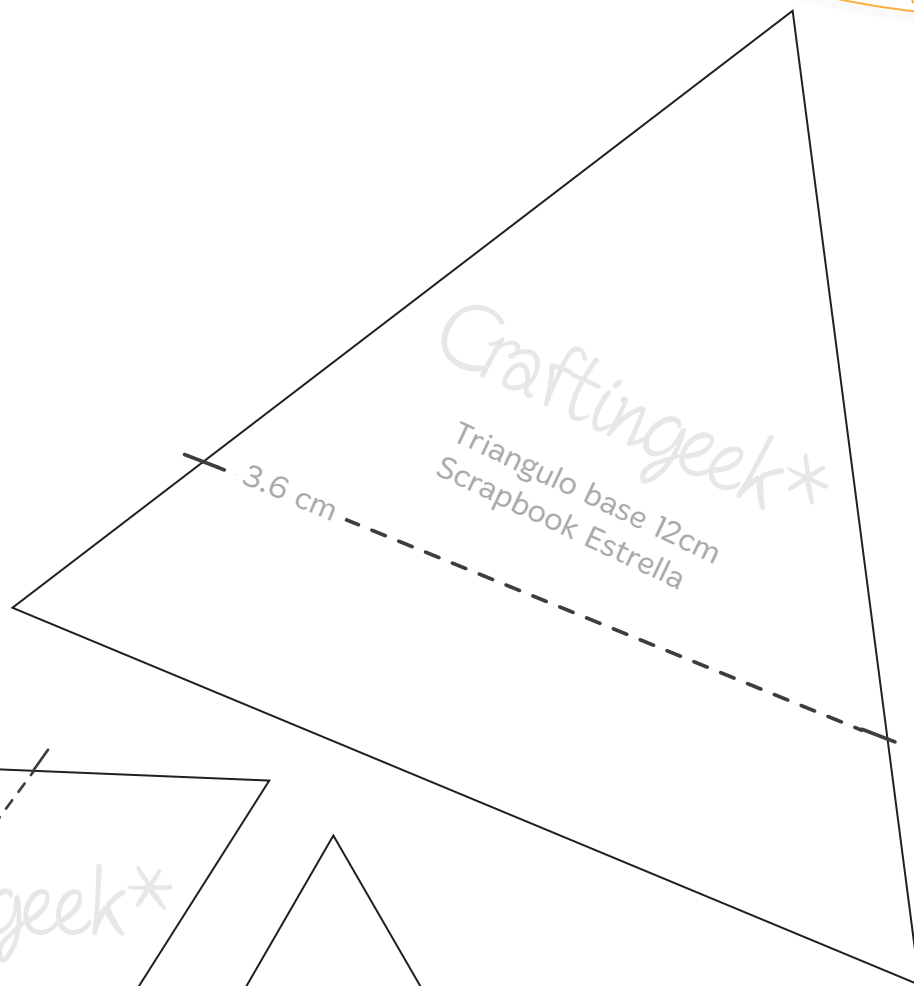 Craftingeek*
3.6 cm
Triangulo base 12cm
Scrapbook Estrella
geek*